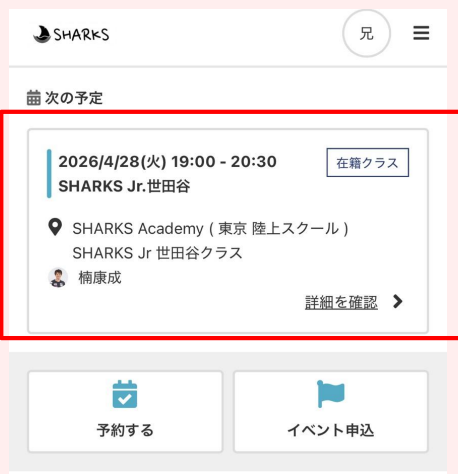 SHARKS
兄
次の予定
2026/4/28(火) 19:00 - 20:30
在籍クラス
SHARKS Jr.世田谷
SHARKS Academy ( 東京 陸上スクール )
SHARKS Jr 世田谷クラス
楠康成
詳細を確認
予約する
イベント申込